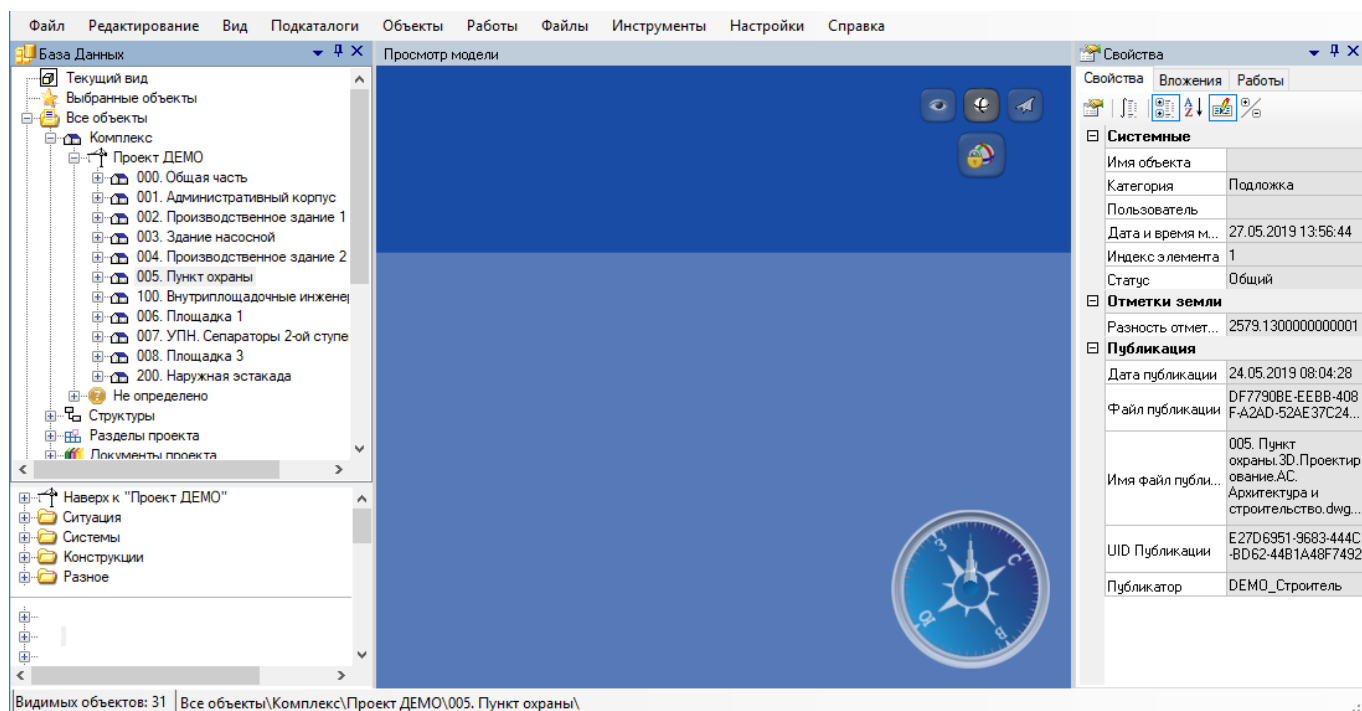 Файл Редактирование Вид Подкаталоги Объекты Работы Файлы Инструменты Настройки Справка
База Данных
Текущий вид
Выбранные объекты
Все объекты
Комплекс
Проект ДЕМО
000. Общая часть
001. Административный корпус
002. Производственное здание 1
003. Здание насосной
004. Производственное здание 2
005. Пункт охраны
100. Внутриплощадочные инженер
006. Площадка 1
007. УПН. Сепараторы 2-ой ступе
008. Площадка 3
200. Наружная эстакада
Не определено
Структуры
Разделы проекта
Документы проекта
Наверх к "Проект ДЕМО"
Ситуация
Системы
Конструкции
Разное
Просмотр модели
З
С
Ю
В
Свойства
Свойства Вложения Работы
Системные
Имя объекта
Категория Подложка
Пользователь
Дата и время м... 27.05.2019 13:56:44
Индекс элемента 1
Статус Общий
Отметки земли
Разность отмет... 2579.1300000000001
Публикация
Дата публикации 24.05.2019 08:04:28
Файл публикации DF7790BE-EEBB-408
F-A2AD-52AE37C24...
Имя файл публи... 005. Пункт
охраны.3D.Проектир
ование.АС.
Архитектура и
строительство.dwg...
UID Публикации E27D6951-9683-444C
-BD62-44B1A48F7492
Публикатор DEMO_Строитель
Видимых объектов: 31 Все объекты\Комплекс\Проект ДЕМО\005. Пункт охраны\